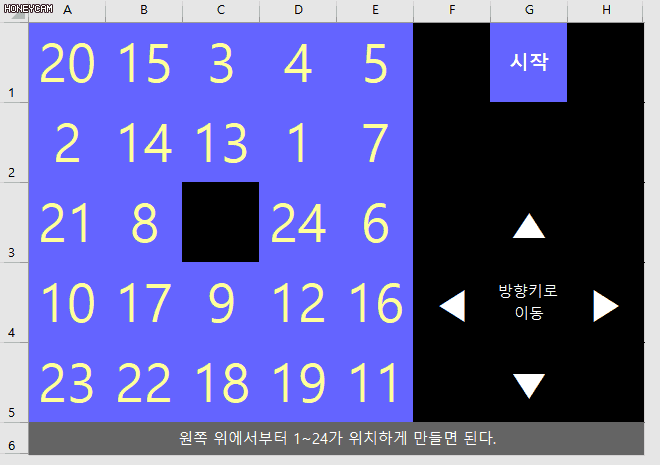 HONEYCAM
A B C D E F G H
1 20 15 3 4 5 시작
2 2 14 13 1 7
3 21 8 24 6
4 10 17 9 12 16 방향키로
이동
5 23 22 18 19 11
6 왼쪽 위에서부터 1~24가 위치하게 만들면 된다.